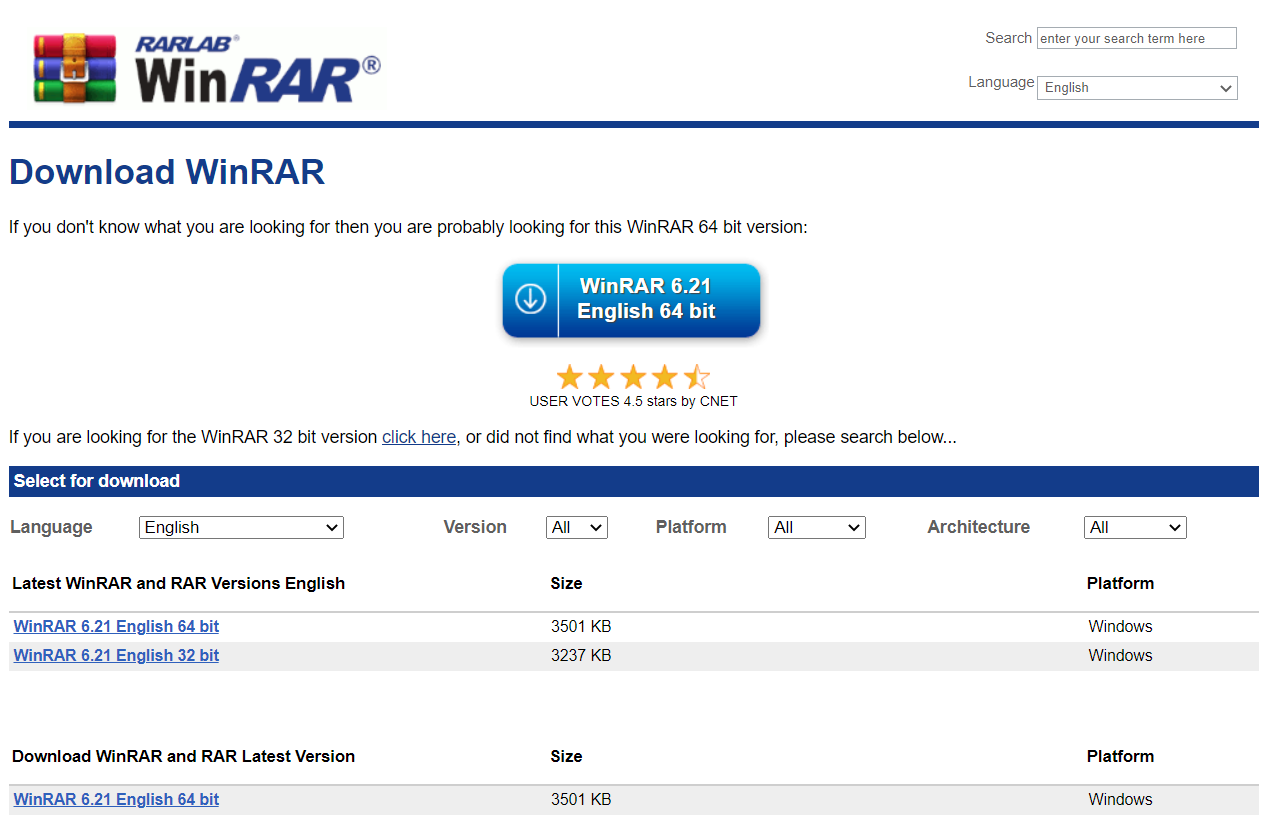 RARLAB®
WinRAR®
Search enter your search term here
Language English
Download WinRAR
If you don't know what you are looking for then you are probably looking for this WinRAR 64 bit version:
WinRAR 6.21
English 64 bit
USER VOTES 4.5 stars by CNET
If you are looking for the WinRAR 32 bit version click here, or did not find what you were looking for, please search below...
Select for download
Language English Version All Platform All Architecture All
Latest WinRAR and RAR Versions English Size Platform
WinRAR 6.21 English 64 bit 3501 KB Windows
WinRAR 6.21 English 32 bit 3237 KB Windows
Download WinRAR and RAR Latest Version Size Platform
WinRAR 6.21 English 64 bit 3501 KB Windows